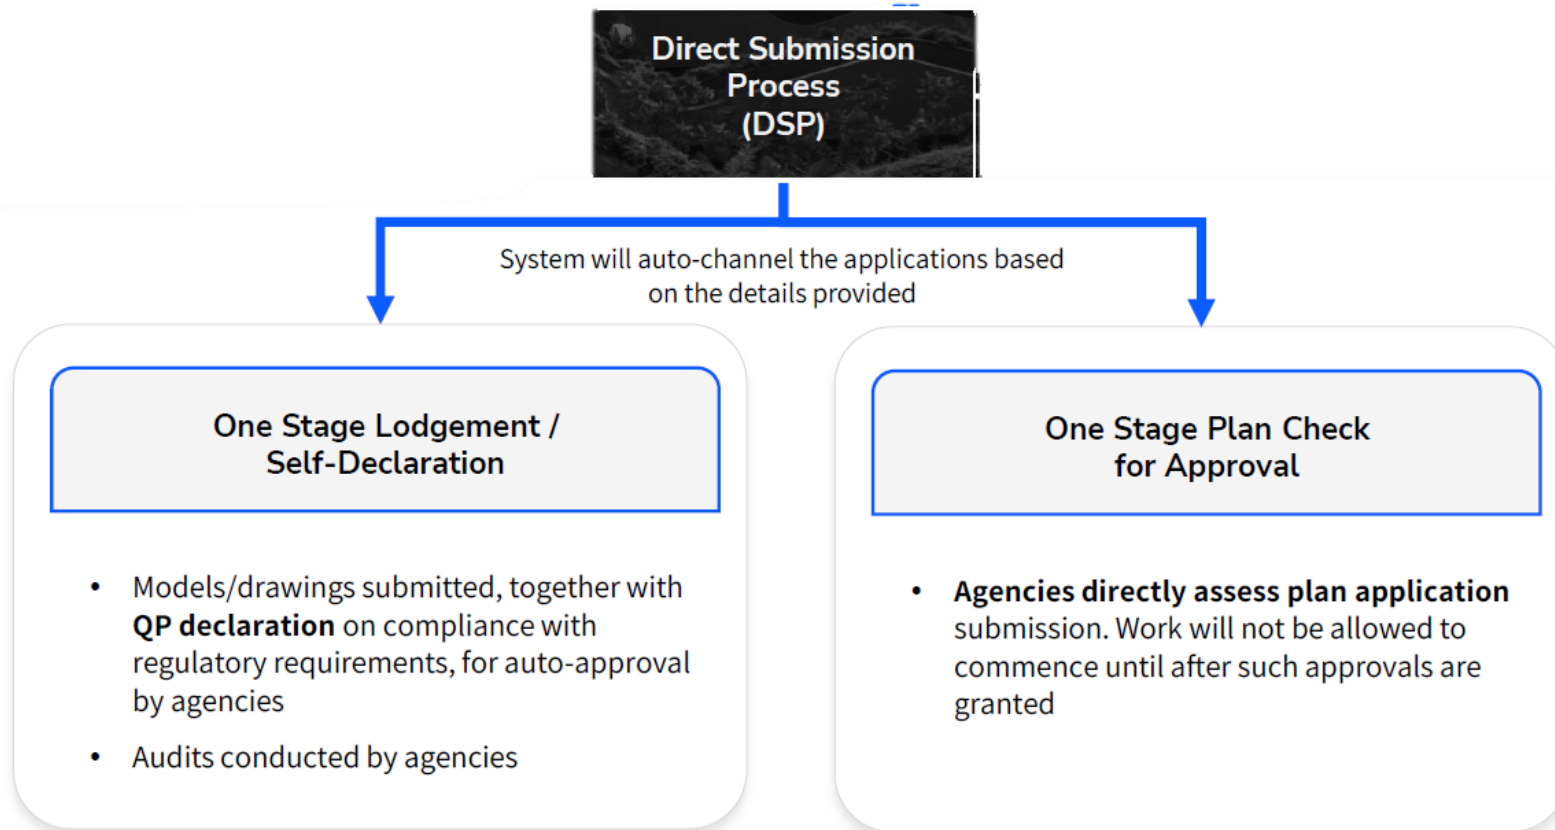 Direct Submission
Process
(DSP)
System will auto-channel the applications based
on the details provided
One Stage Lodgement /
Self-Declaration
• Models/drawings submitted, together with
QP declaration on compliance with
regulatory requirements, for auto-approval
by agencies
• Audits conducted by agencies
One Stage Plan Check
for Approval
• Agencies directly assess plan application
submission. Work will not be allowed to
commence until after such approvals are
granted